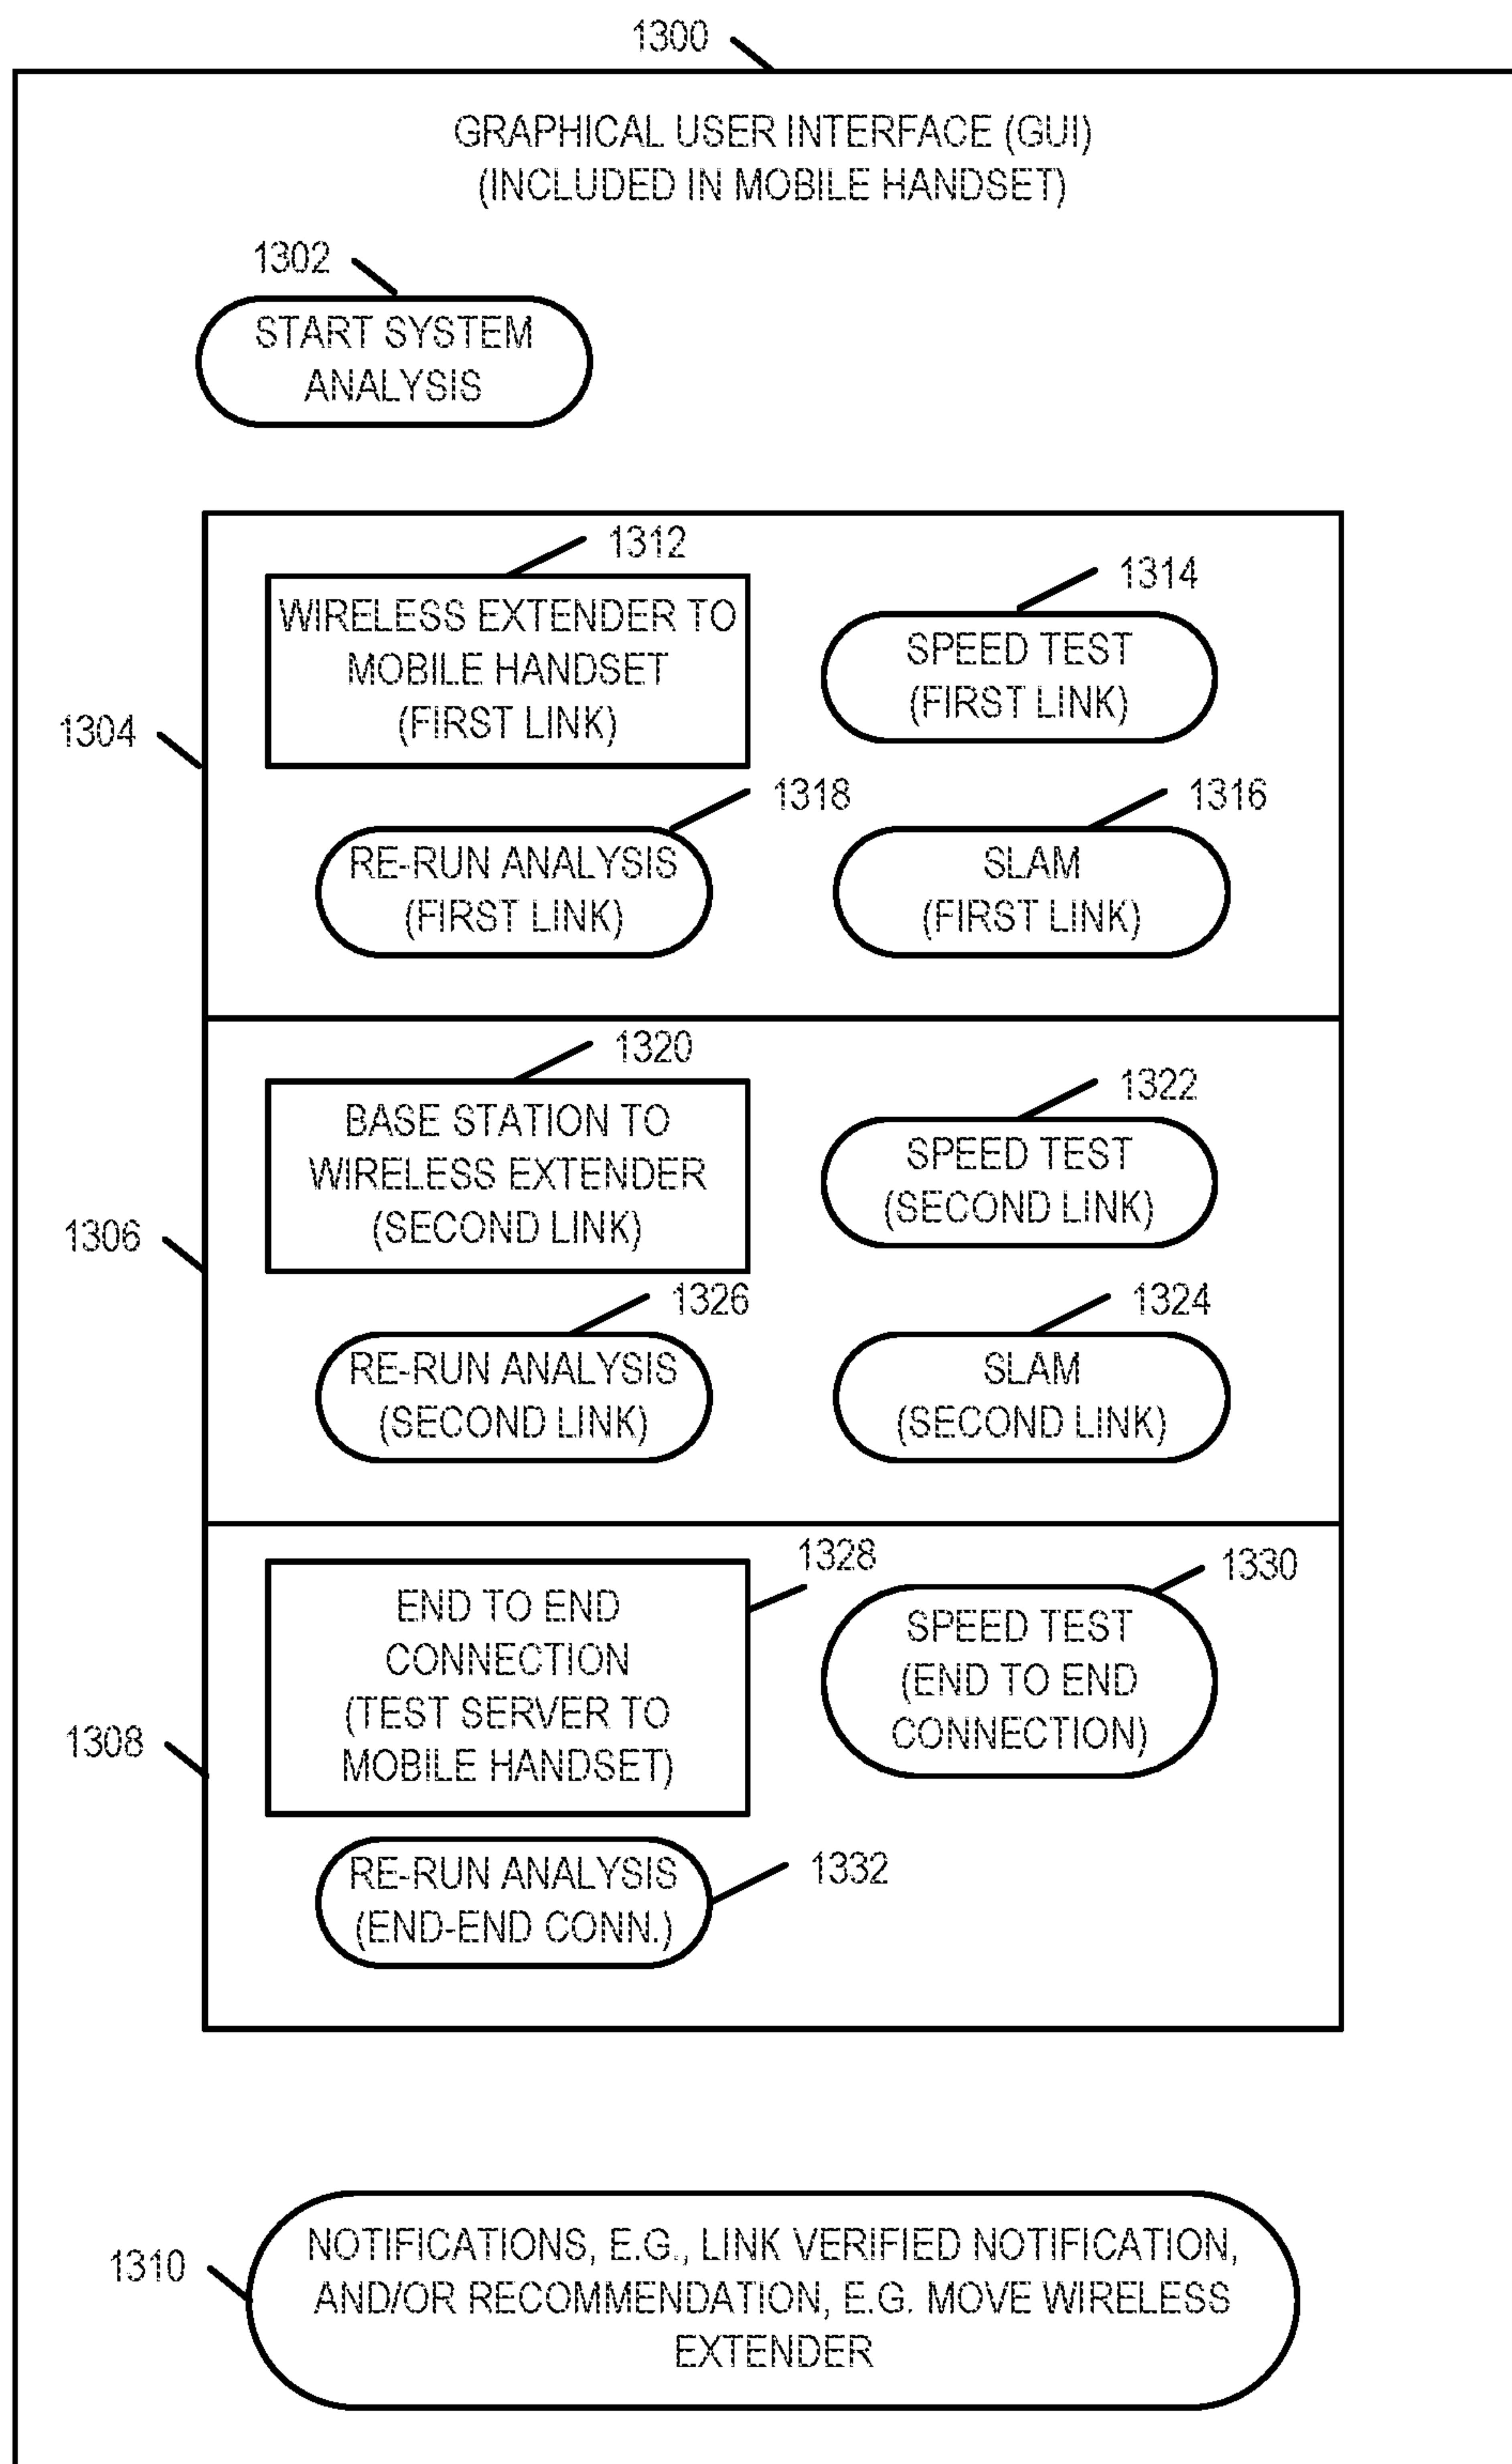 1300
GRAPHICAL USER INTERFACE (GUI)
(INCLUDED IN MOBILE HANDSET)
1302
START SYSTEM
ANALYSIS
1304
1312
WIRELESS EXTENDER TO
MOBILE HANDSET
(FIRST LINK)
1314
SPEED TEST
(FIRST LINK)
1318
RE-RUN ANALYSIS
(FIRST LINK)
1316
SLAM
(FIRST LINK)
1306
1320
BASE STATION TO
WIRELESS EXTENDER
(SECOND LINK)
1322
SPEED TEST
(SECOND LINK)
1326
RE-RUN ANALYSIS
(SECOND LINK)
1324
SLAM
(SECOND LINK)
1308
1328
END TO END
CONNECTION
(TEST SERVER TO
MOBILE HANDSET)
1330
SPEED TEST
(END TO END
CONNECTION)
1332
RE-RUN ANALYSIS
(END-END CONN.)
1310
NOTIFICATIONS, E.G., LINK VERIFIED NOTIFICATION,
AND/OR RECOMMENDATION, E.G. MOVE WIRELESS
EXTENDER